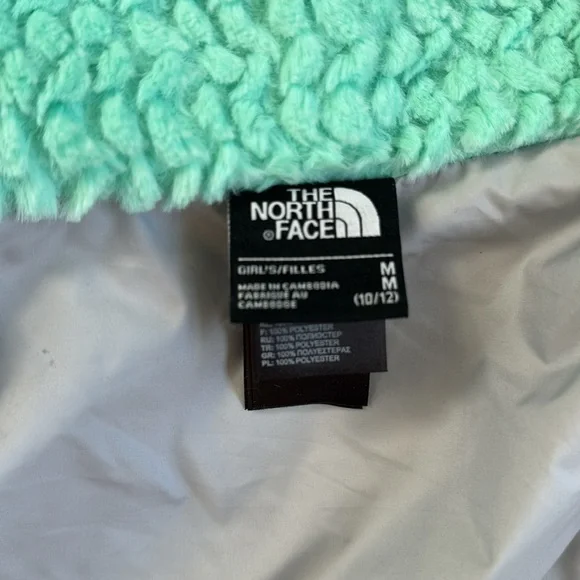 THE
NORTH
® FACE
GIRL'S/FILLES M
MADE IN CAMBODIA M
FABRIQUÉ AU (10/12)
CAMBODGE
F: 100% POLYESTER
RU: 100% ПОЛИЭСТЕР
TR: 100% POLYESTER
GR: 100% ΠΟΛΥΕΣΤΕΡΑΣ
PL: 100% POLYESTER